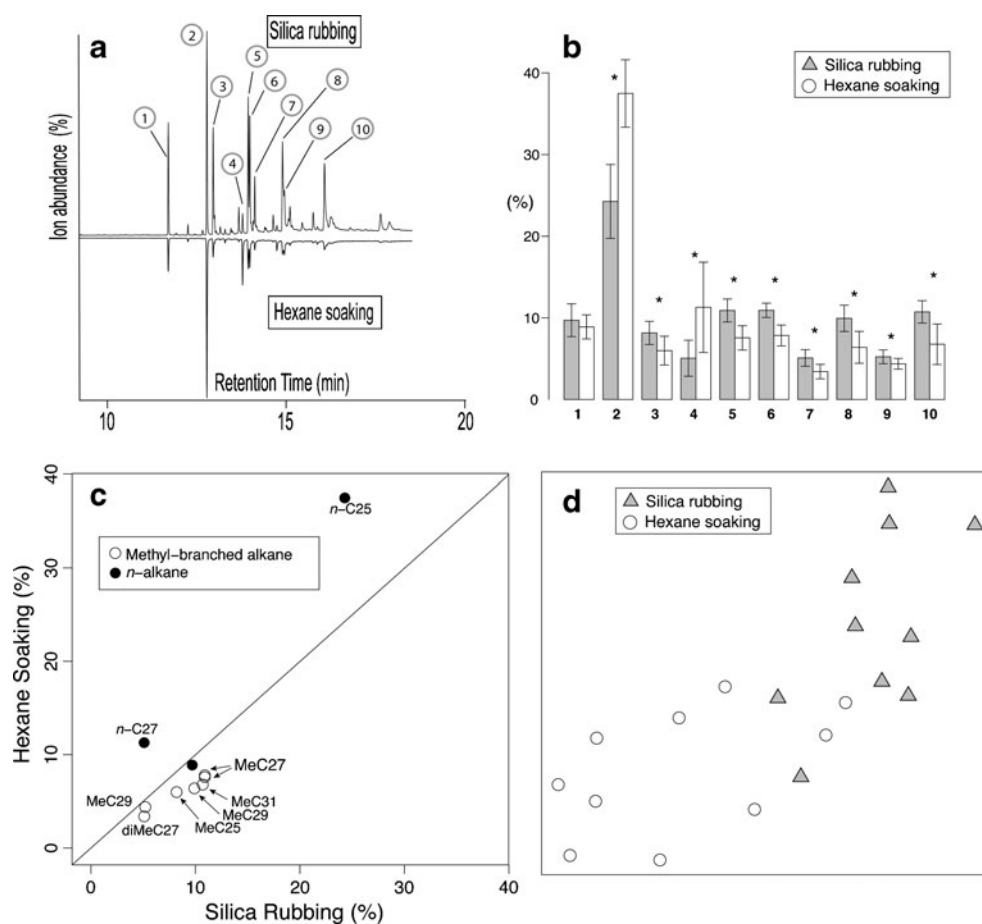 a
Silica rubbing
1
2
3
4
5
6
7
8
9
10
Ion abundance (%)
Hexane soaking
Retention Time (min)
10
15
20
b
Silica rubbing
Hexane soaking
40
30
(%)
20
10
0
*
*
*
*
*
*
*
*
*
1 2 3 4 5 6 7 8 9 10
c
Methyl-branched alkane
n-alkane
n-C25
n-C27
MeC27
MeC29
MeC31
MeC29
diMeC27
MeC25
Hexane Soaking (%)
40
30
20
10
0
0 10 20 30 40
Silica Rubbing (%)
d
Silica rubbing
Hexane soaking